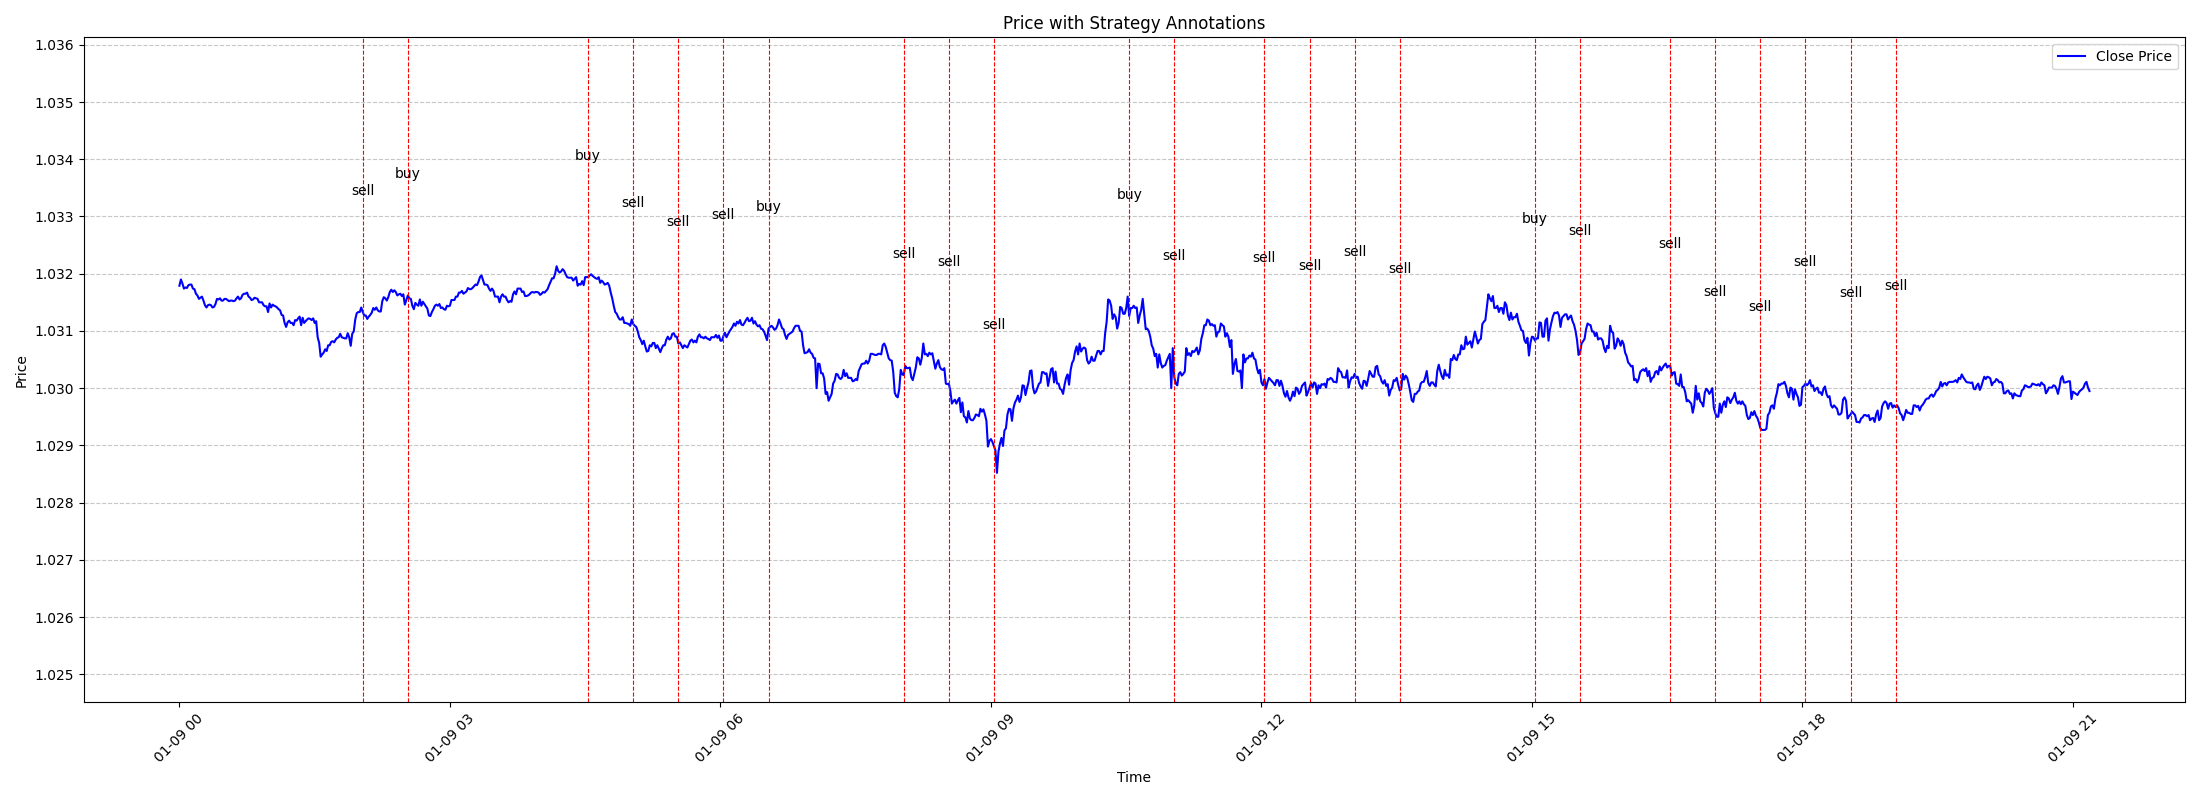 Price with Strategy Annotations
Close Price
1.036
1.035
1.034
1.033
1.032
1.031
1.030
1.029
1.028
1.027
1.026
1.025
Price
sell
buy
buy
sell
sell
sell
buy
sell
sell
sell
buy
sell
sell
sell
sell
sell
buy
sell
sell
sell
sell
sell
sell
sell
01-09 00
01-09 03
01-09 06
01-09 09
01-09 12
01-09 15
01-09 18
01-09 21
Time